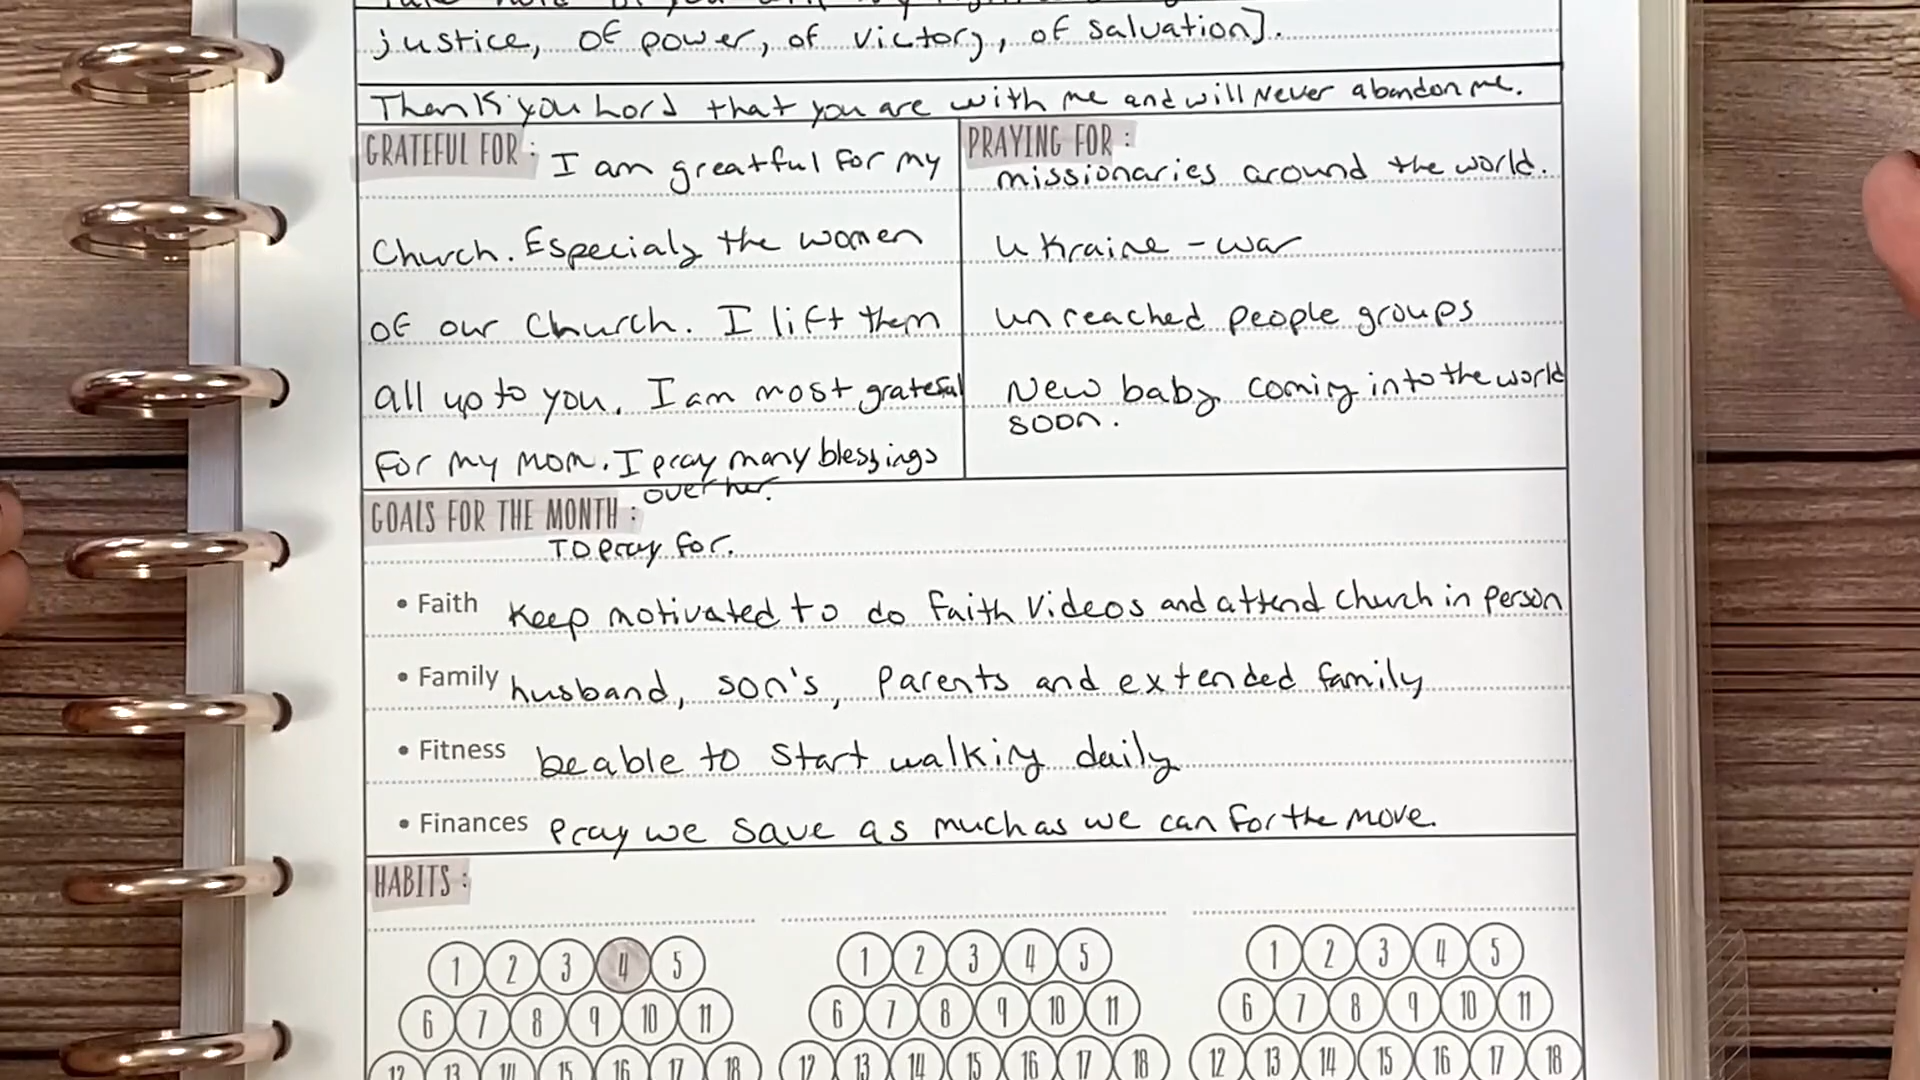 justice, of power, of victory, of salvation].
Thank you Lord that you are with me and will Never abandon me.
GRATEFUL FOR : I am greatful for my
Church. Especialy the women
of our Church. I lift them
all up to you. I am most grateful
for my mom. I pray many blessings
over her.
PRAYING FOR :
missionaries around the world.
Ukraine - war
unreached people groups
New baby coming into the world
soon.
GOALS FOR THE MONTH :
To pray for.
• Faith Keep motivated to do faith videos and attend church in person
• Family husband, son's, parents and extended family
• Fitness be able to start walking daily
• Finances pray we save as much as we can for the move.
HABITS :
1 2 3 4 5 1 2 3 4 5 1 2 3 4 5
6 7 8 9 10 11 6 7 8 9 10 11 6 7 8 9 10 11
12 13 14 15 16 17 18 12 13 14 15 16 17 18 12 13 14 15 16 17 18